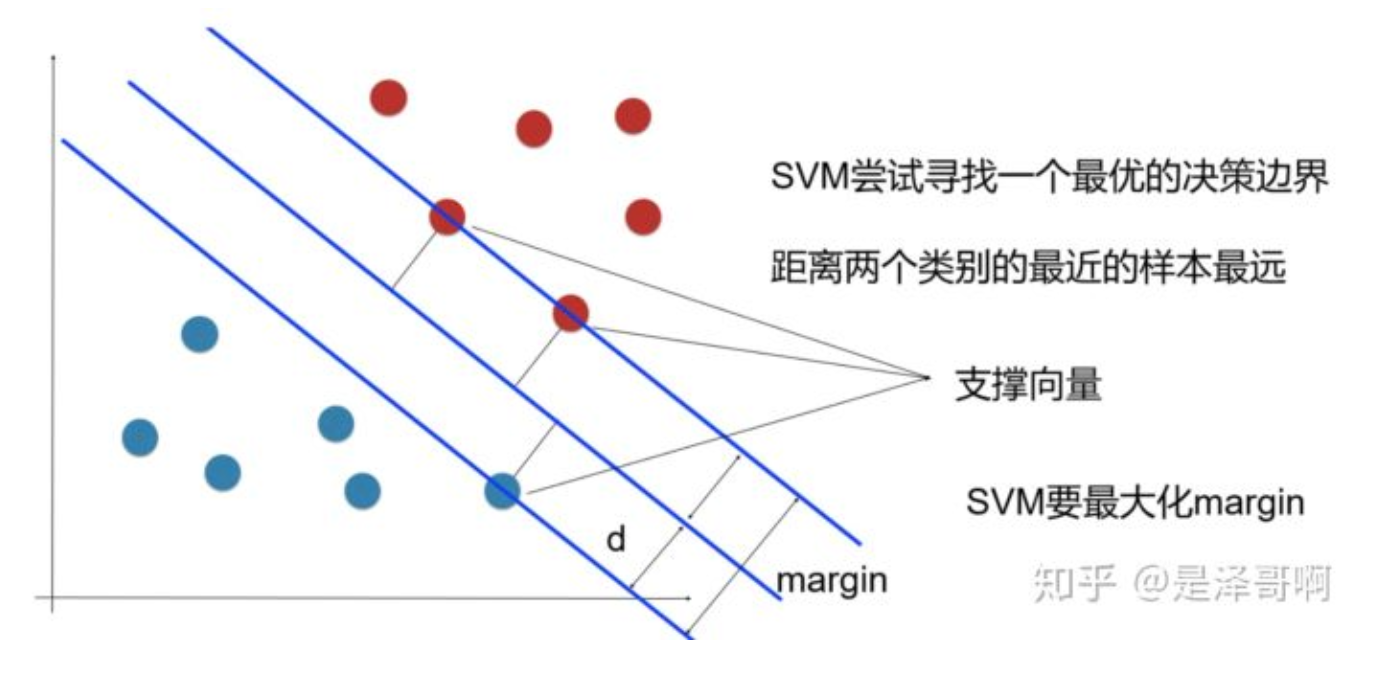 SVM尝试寻找一个最优的决策边界
距离两个类别的最近的样本最远
支撑向量
SVM要最大化margin
d
margin
知乎 @是泽哥啊